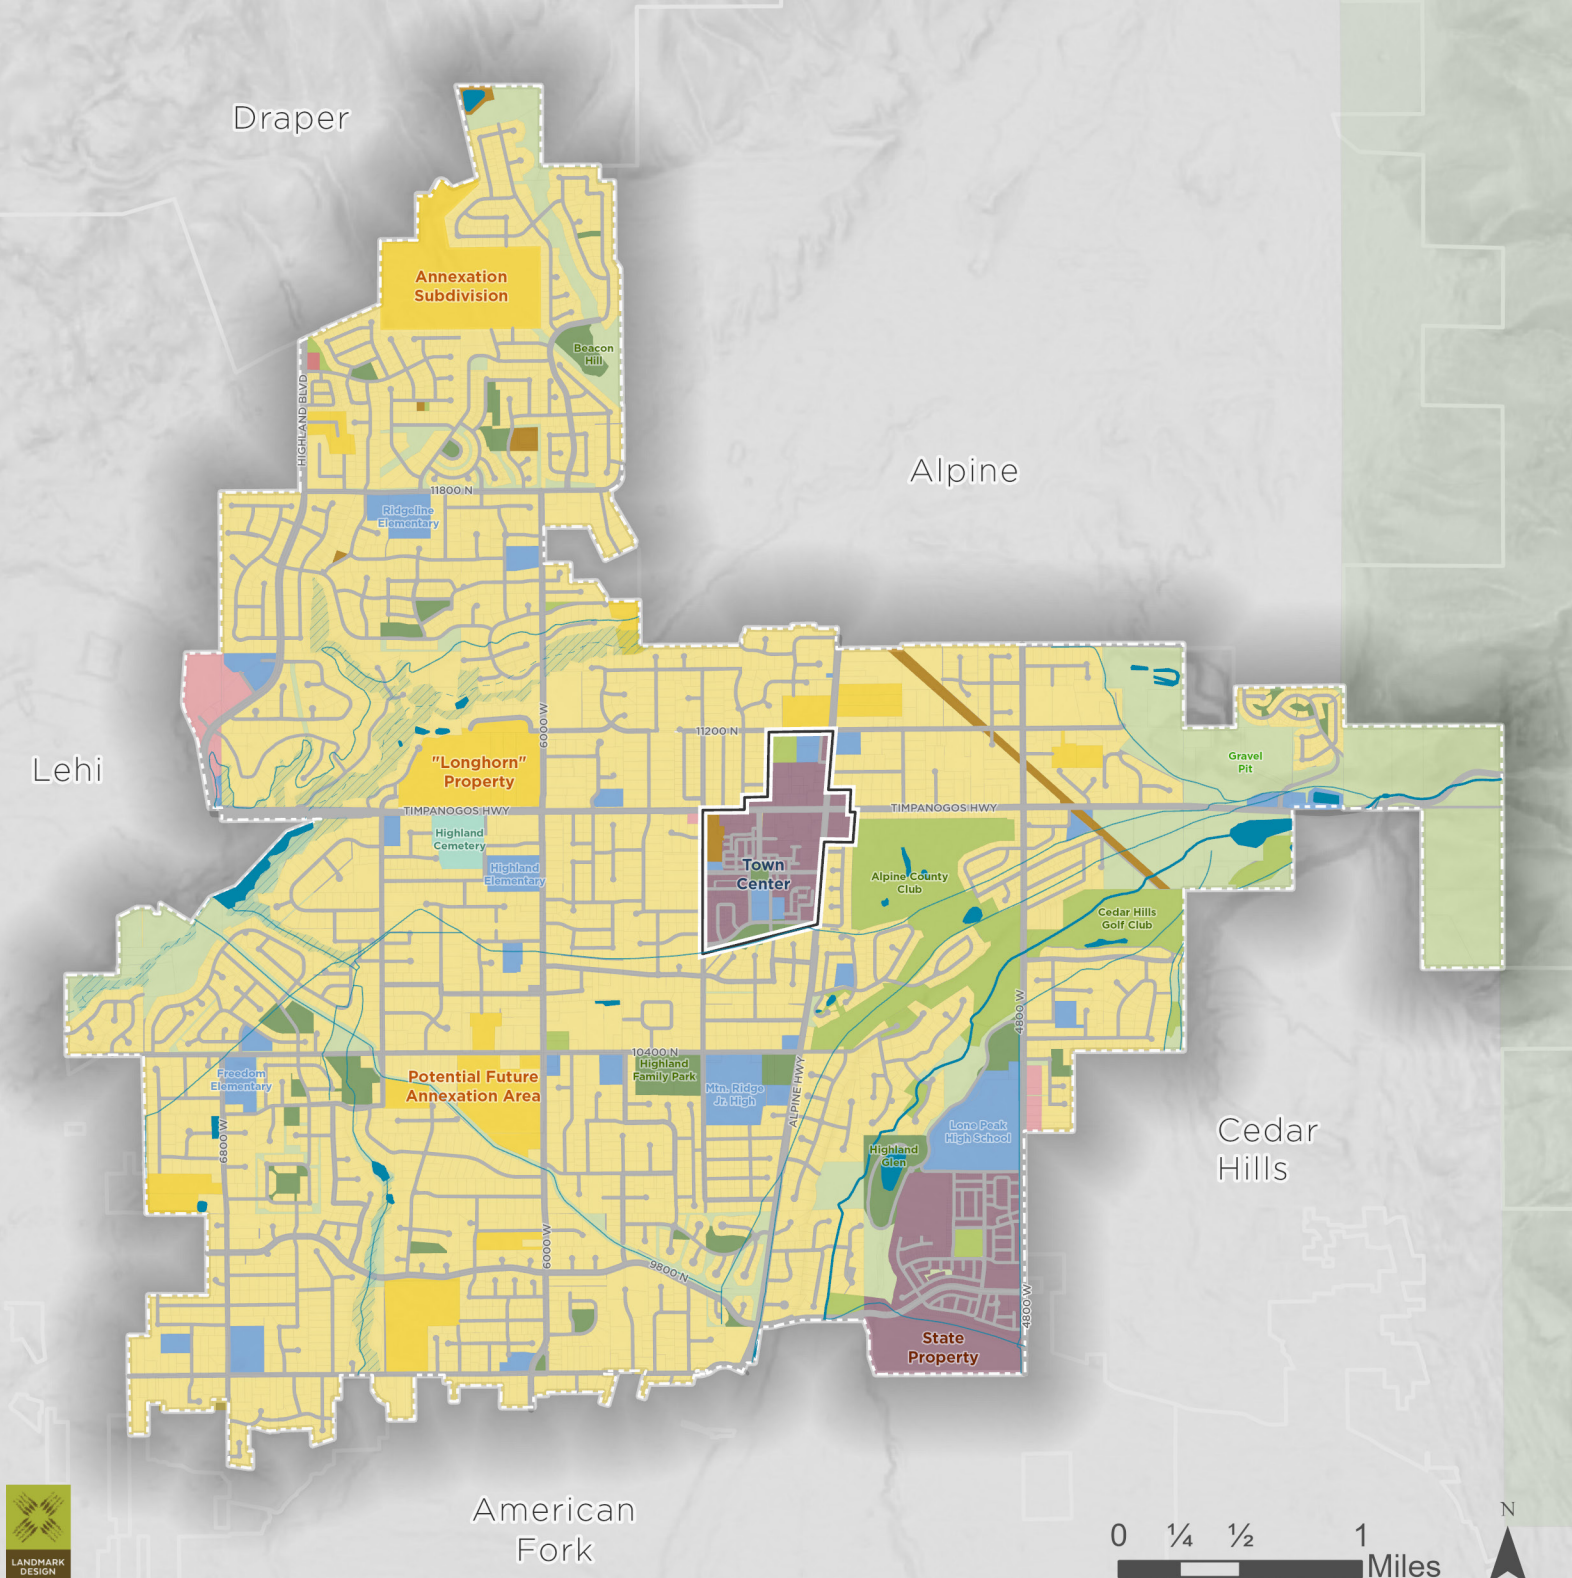 Draper
Annexation
Subdivision
Beacon
Hill
HIGHLAND BLVD
Alpine
11800 N
Ridgeline
Elementary
6000 W
11200 N
Lehi
"Longhorn"
Property
Gravel
Pit
TIMPANOGOS HWY
TIMPANOGOS HWY
Highland
Cemetery
Highland
Elementary
Town
Center
Alpine County
Club
Cedar Hills
Golf Club
4800 W
10400 N
Highland
Family Park
Freedom
Elementary
Potential Future
Annexation Area
Mtn. Ridge
Jr. High
ALPINE HWY
6800 W
Lone Peak
High School
Highland
Glen
Cedar
Hills
6000 W
9800 N
4800 W
State
Property
American
Fork
LANDMARK
DESIGN
0 ¼ ½ 1
Miles
N